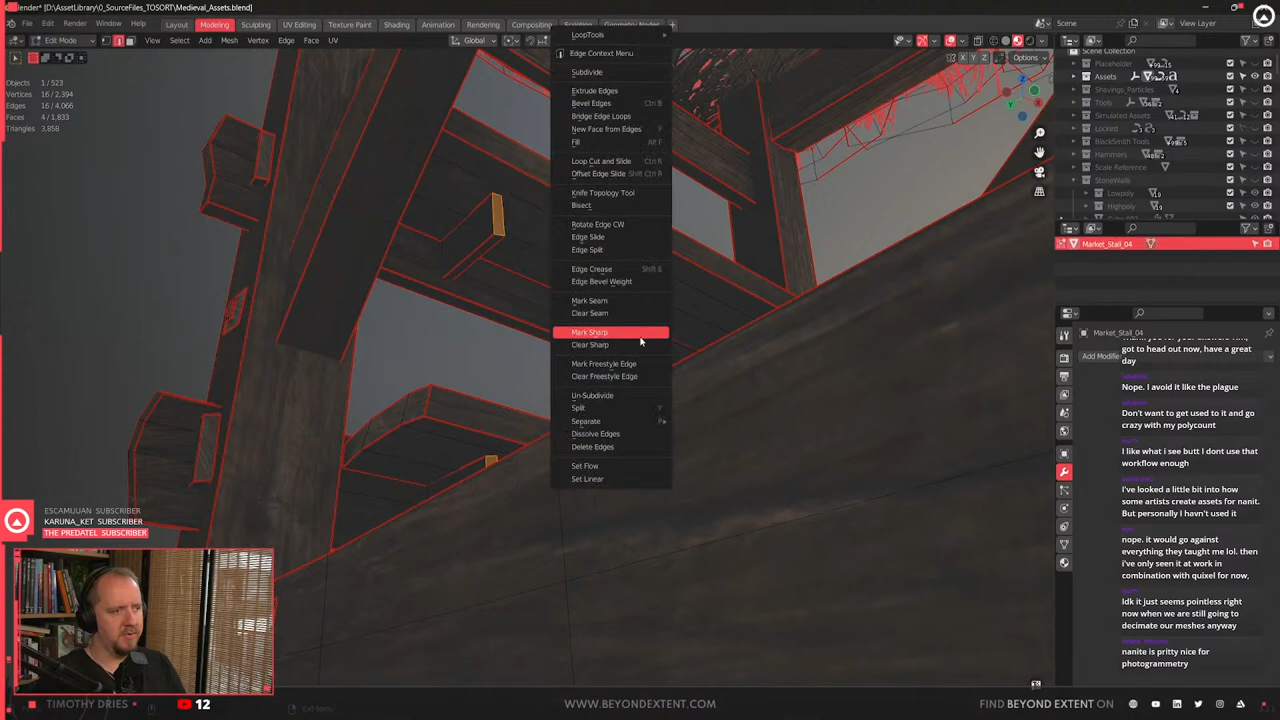 Blender* [D:\AssetLibrary\0_SourceFiles_TOSORT\Medieval_Assets.blend]
File Edit Render Window Help Layout Modeling Sculpting UV Editing Texture Paint Shading Animation Rendering Compositing Scripting Geometry Nodes + Scene View Layer
Edit Mode View Select Add Mesh Vertex Edge Face UV Global
X Y Z Options
Objects 1 / 523
Vertices 16 / 2,394
Edges 16 / 4,066
Faces 4 / 1,833
Triangles 3,858
LoopTools
Edge Context Menu
Subdivide
Extrude Edges
Bevel Edges Ctrl B
Bridge Edge Loops
New Face from Edges F
Fill Alt F
Loop Cut and Slide Ctrl R
Offset Edge Slide Shift Ctrl R
Knife Topology Tool
Bisect
Rotate Edge CW
Edge Slide
Edge Split
Edge Crease Shift E
Edge Bevel Weight
Mark Seam
Clear Seam
Mark Sharp
Clear Sharp
Mark Freestyle Edge
Clear Freestyle Edge
Un-Subdivide
Split Y
Separate P
Dissolve Edges
Delete Edges
Set Flow
Set Linear
Scene Collection
Placeholder
Assets
Shavings_Particles
Tools
Simulated Assets
Locked
BlackSmith Tools
Hammers
Scale Reference
StoneWalls
Lowpoly
Highpoly
Market_Stall_04
Market_Stall_04
Add Modifier
got to head out now, have a great
day
Nope. I avoid it like the plague
Don't want to get used to it and go
crazy with my polycount
I like what i see butt I dont use that
workflow enough
I've looked a little bit into how
some artists create assets for nanit.
But personally I havn't used it
nope. it would go against
everything they taught me lol. then
i've only seen it at work in
combination with quixel for now,
Idk it just seems pointless right
now when we are still going to
decimate our meshes anyway
nanite is pritty nice for
photogrammetry
ESCAMIJUAN SUBSCRIBER
KARUNA_KET SUBSCRIBER
THE PREDATEL SUBSCRIBER
TIMOTHY DRIES 12 WWW.BEYONDEXTENT.COM FIND BEYOND EXTENT ON